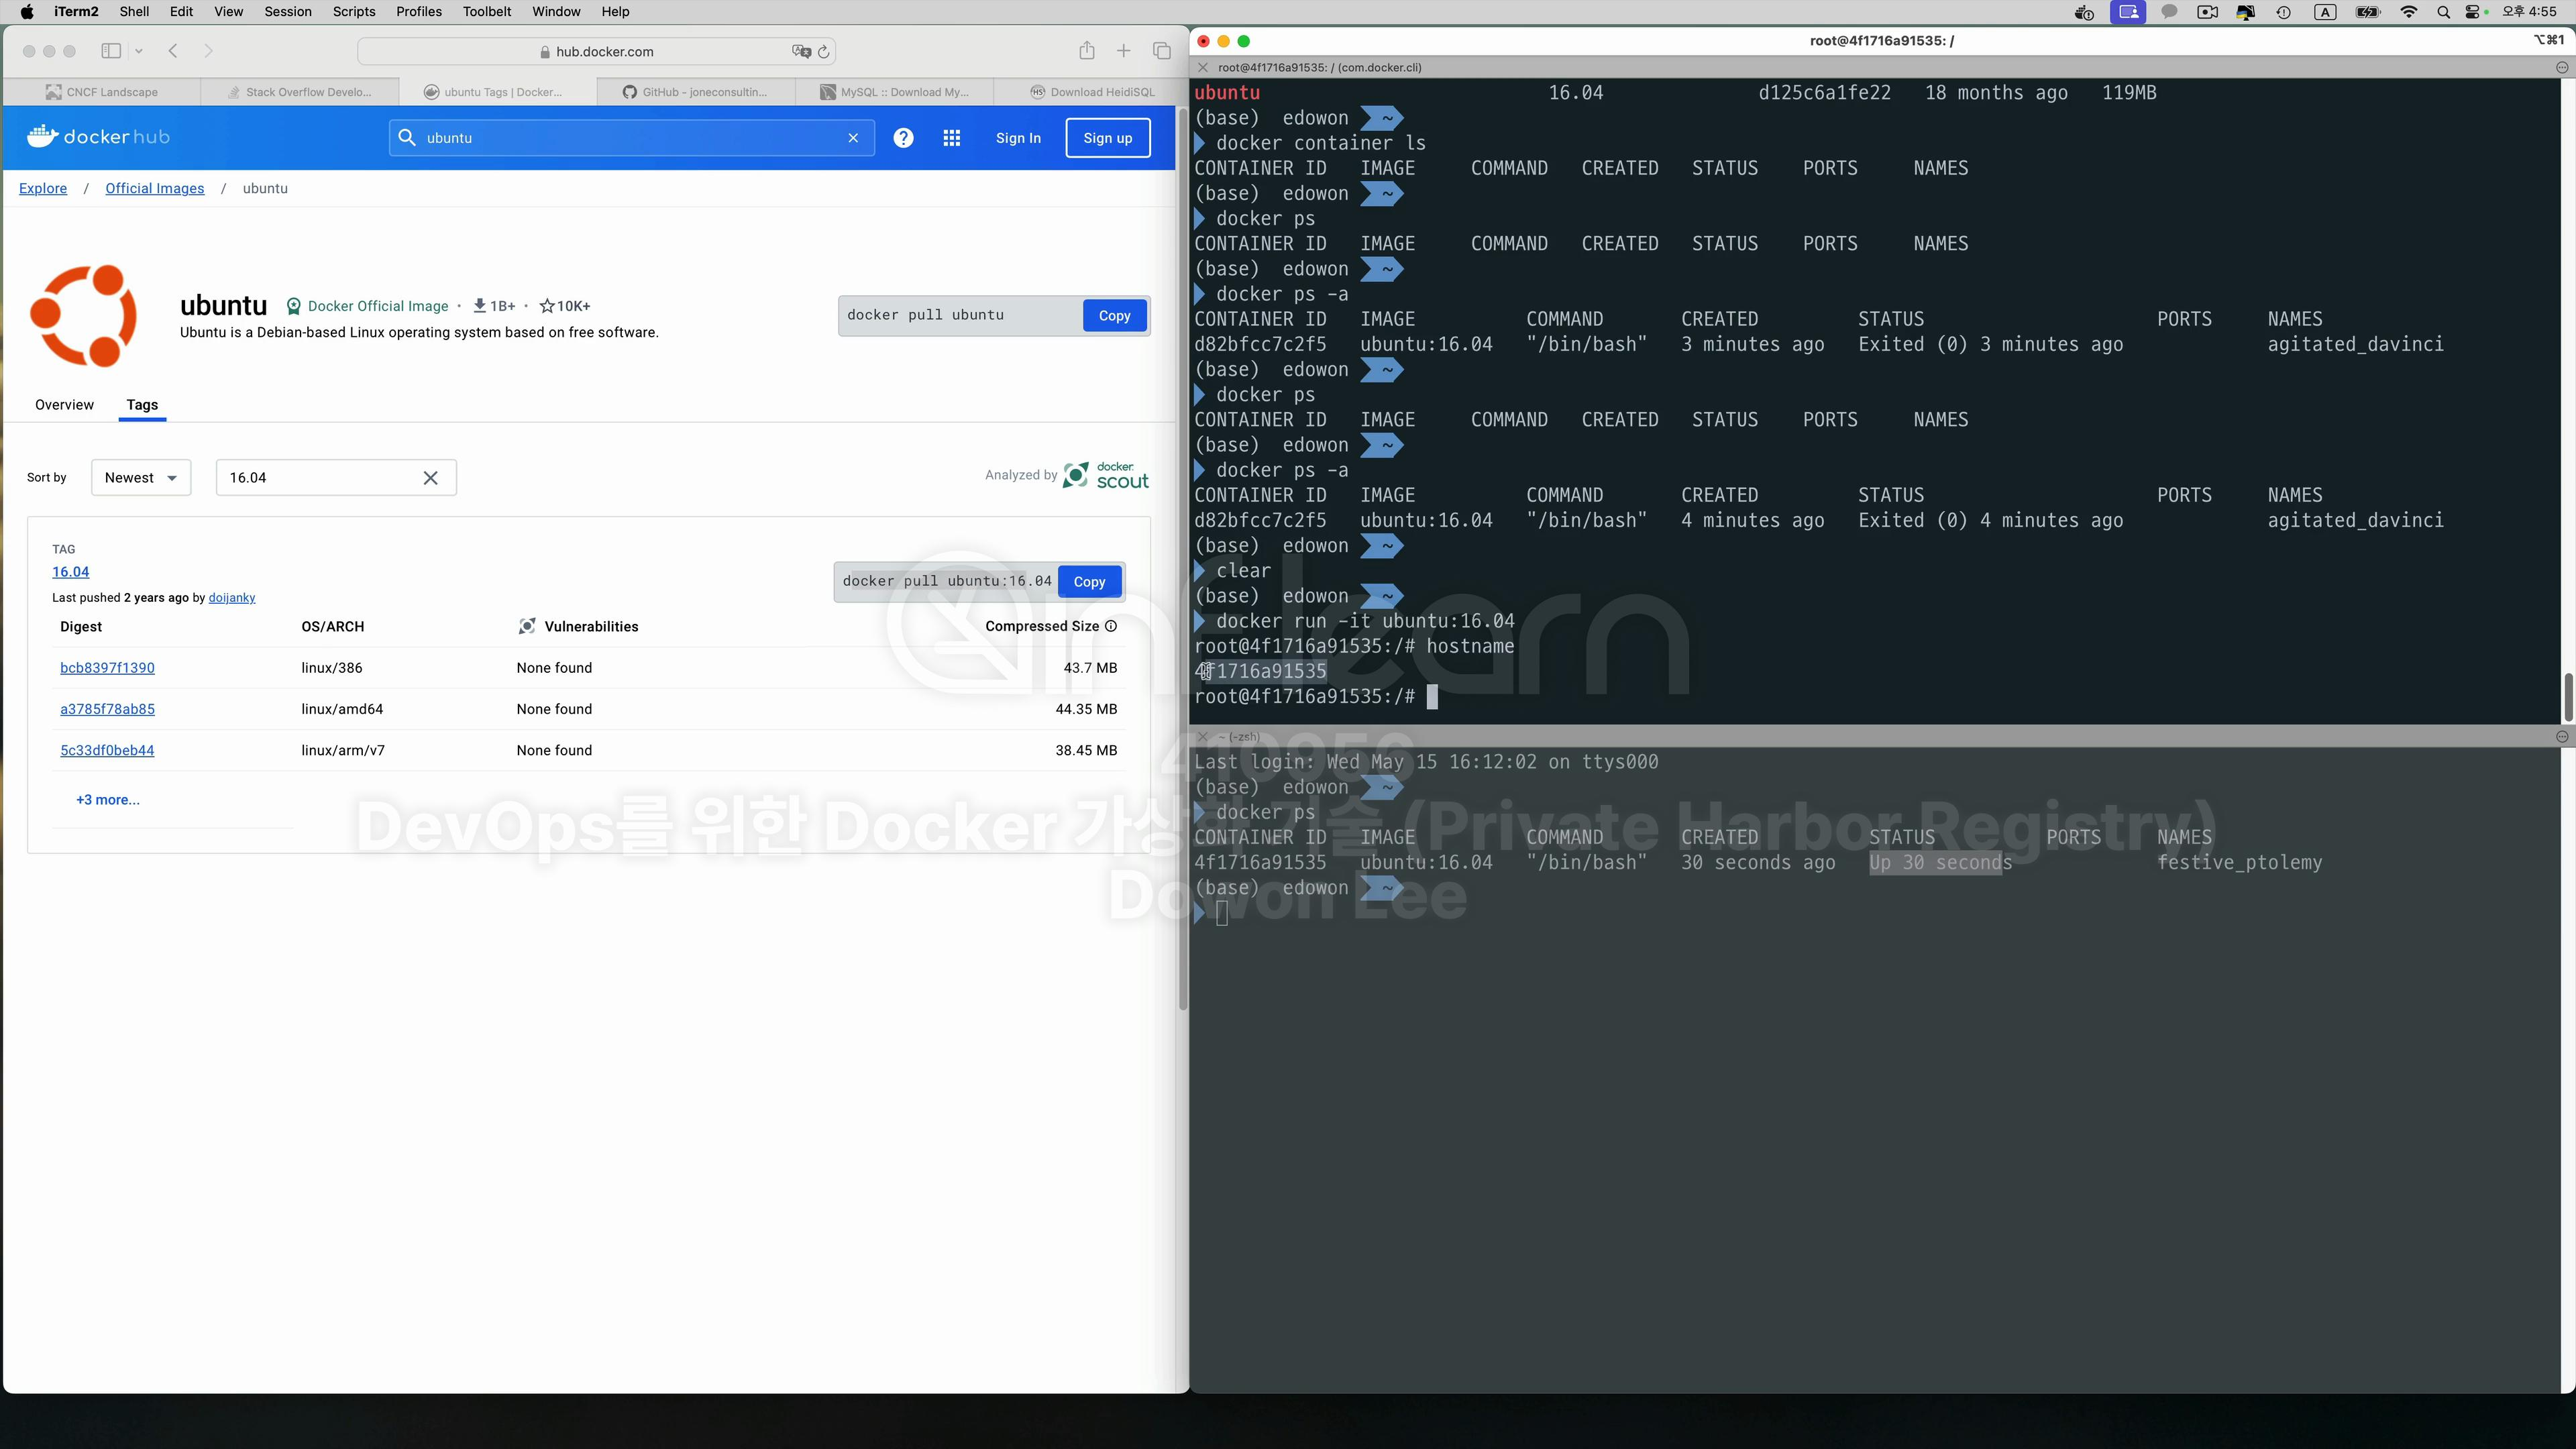 iTerm2 Shell Edit View Session Scripts Profiles Toolbelt Window Help
A 오후 4:55
hub.docker.com
CNCF Landscape
Stack Overflow Develo...
ubuntu Tags | Docker...
GitHub - joneconsultin...
MySQL :: Download My...
HS Download HeidiSQL
dockerhub
ubuntu
Sign In
Sign up
Explore / Official Images / ubuntu
ubuntu Docker Official Image · 1B+ · 10K+
Ubuntu is a Debian-based Linux operating system based on free software.
docker pull ubuntu
Copy
Overview Tags
Sort by Newest 16.04
Analyzed by docker scout
TAG
16.04
Last pushed 2 years ago by doijanky
docker pull ubuntu:16.04 Copy
Digest OS/ARCH Vulnerabilities Compressed Size
bcb8397f1390 linux/386 None found 43.7 MB
a3785f78ab85 linux/amd64 None found 44.35 MB
5c33df0beb44 linux/arm/v7 None found 38.45 MB
+3 more...
root@4f1716a91535: /
⌥⌘1
root@4f1716a91535: / (com.docker.cli)
ubuntu 16.04 d125c6a1fe22 18 months ago 119MB
(base) edowon ~
docker container ls
CONTAINER ID IMAGE COMMAND CREATED STATUS PORTS NAMES
(base) edowon ~
docker ps
CONTAINER ID IMAGE COMMAND CREATED STATUS PORTS NAMES
(base) edowon ~
docker ps -a
CONTAINER ID IMAGE COMMAND CREATED STATUS PORTS NAMES
d82bfcc7c2f5 ubuntu:16.04 "/bin/bash" 3 minutes ago Exited (0) 3 minutes ago agitated_davinci
(base) edowon ~
docker ps
CONTAINER ID IMAGE COMMAND CREATED STATUS PORTS NAMES
(base) edowon ~
docker ps -a
CONTAINER ID IMAGE COMMAND CREATED STATUS PORTS NAMES
d82bfcc7c2f5 ubuntu:16.04 "/bin/bash" 4 minutes ago Exited (0) 4 minutes ago agitated_davinci
(base) edowon ~
clear
(base) edowon ~
docker run -it ubuntu:16.04
root@4f1716a91535:/# hostname
4f1716a91535
root@4f1716a91535:/#
~ (-zsh)
Last login: Wed May 15 16:12:02 on ttys000
(base) edowon ~
docker ps
CONTAINER ID IMAGE COMMAND CREATED STATUS PORTS NAMES
4f1716a91535 ubuntu:16.04 "/bin/bash" 30 seconds ago Up 30 seconds festive_ptolemy
(base) edowon ~
inflearn
410956
DevOps를 위한 Docker 가상화 기술 (Private Harbor Registry)
Dowon Lee